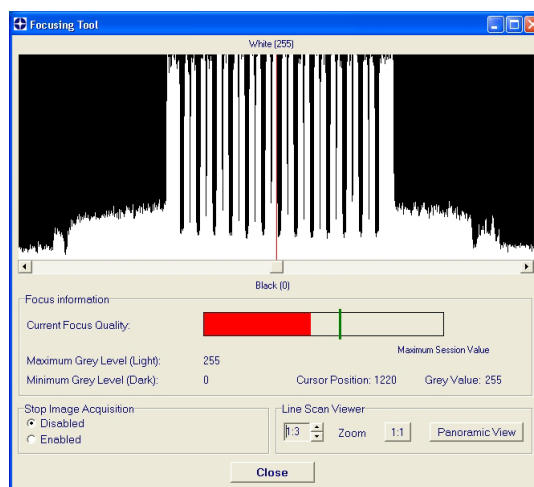 Focusing Tool
White (255)
Black (0)
Focus information
Current Focus Quality:
Maximum Session Value
Maximum Grey Level (Light): 255
Minimum Grey Level (Dark): 0 Cursor Position: 1220 Grey Value: 255
Stop Image Acquisition
Disabled
Enabled
Line Scan Viewer
1:3 Zoom 1:1 Panoramic View
Close